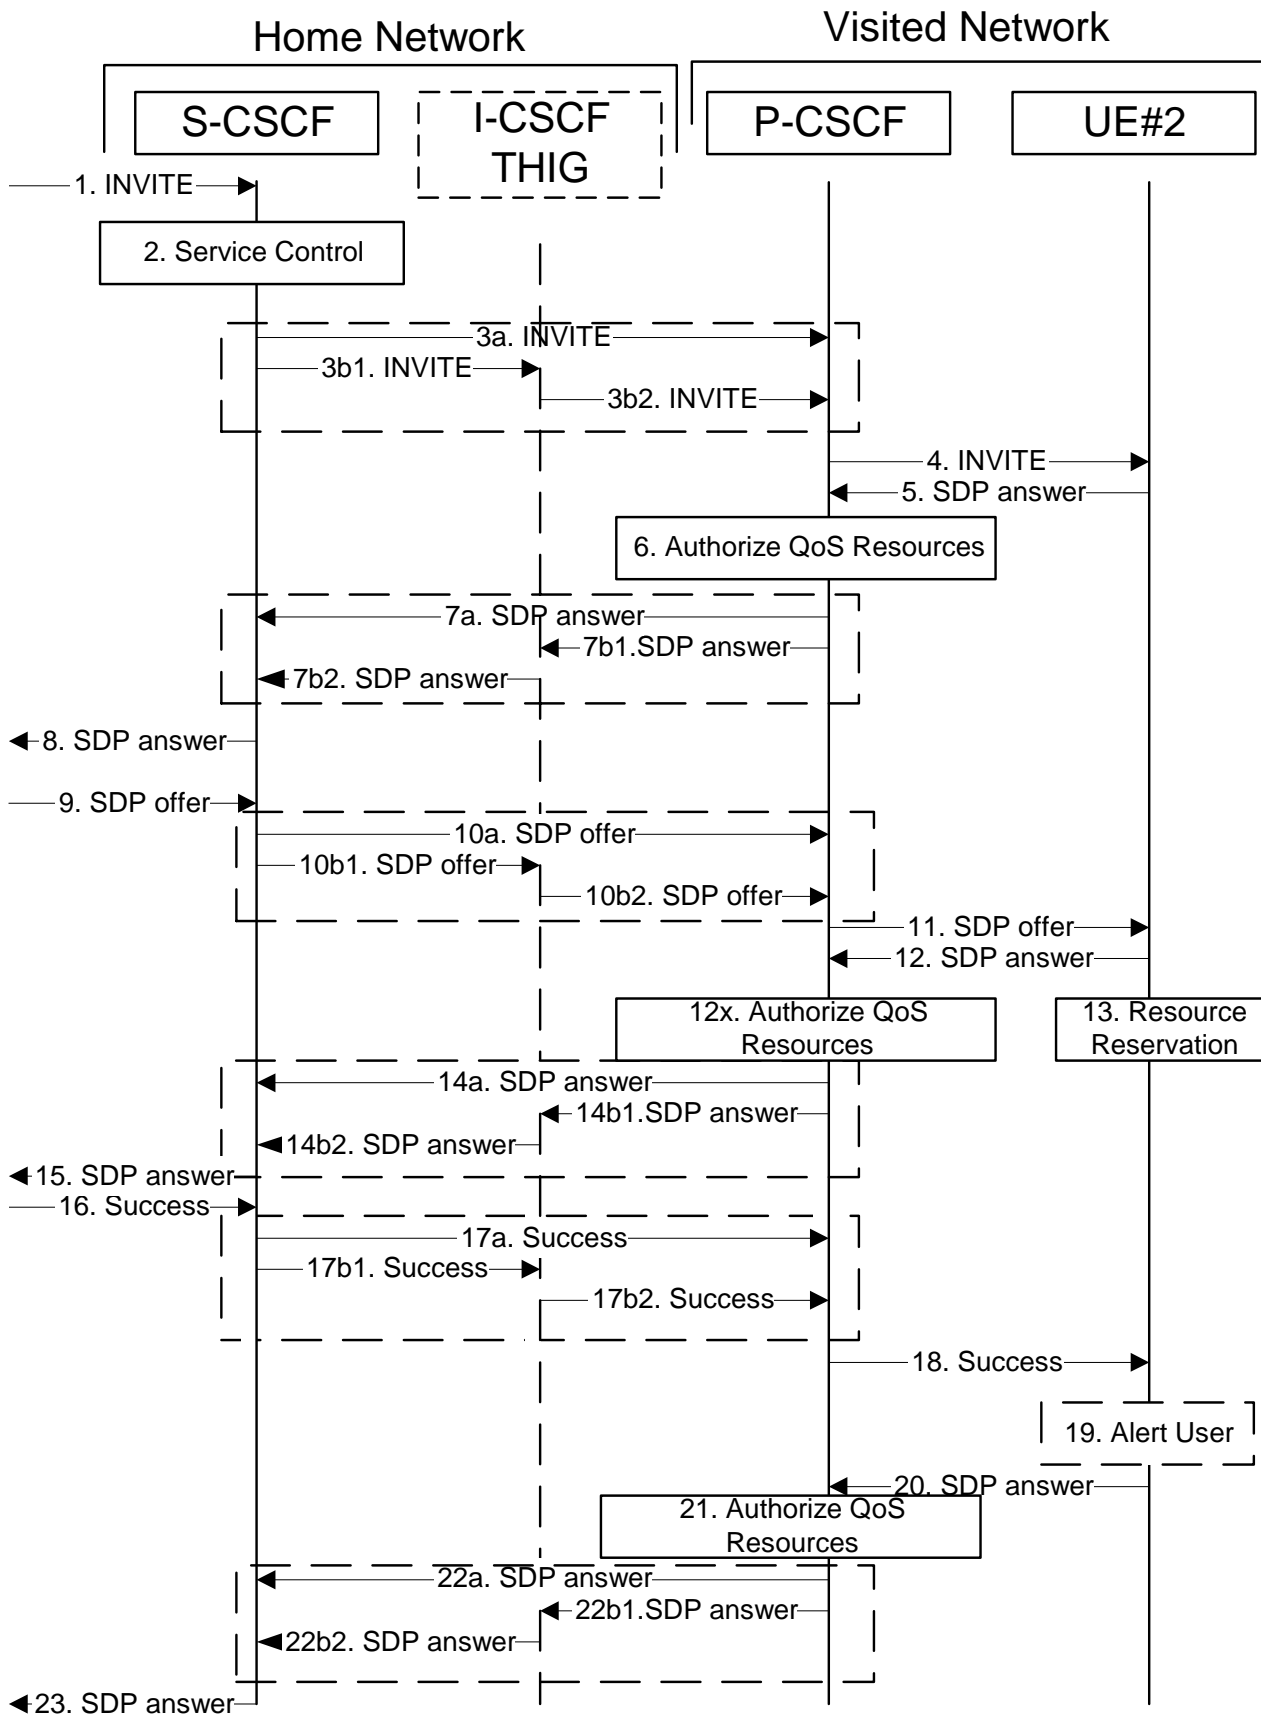 Home Network
Visited Network
S-CSCF
I-CSCF
THIG
P-CSCF
UE#2
1. INVITE
2. Service Control
3a. INVITE
3b1. INVITE
3b2. INVITE
4. INVITE
5. SDP answer
6. Authorize QoS Resources
7a. SDP answer
7b1.SDP answer
7b2. SDP answer
8. SDP answer
9. SDP offer
10a. SDP offer
10b1. SDP offer
10b2. SDP offer
11. SDP offer
12. SDP answer
12x. Authorize QoS
Resources
13. Resource
Reservation
14a. SDP answer
14b1.SDP answer
14b2. SDP answer
15. SDP answer
16. Success
17a. Success
17b1. Success
17b2. Success
18. Success
19. Alert User
20. SDP answer
21. Authorize QoS
Resources
22a. SDP answer
22b1.SDP answer
22b2. SDP answer
23. SDP answer